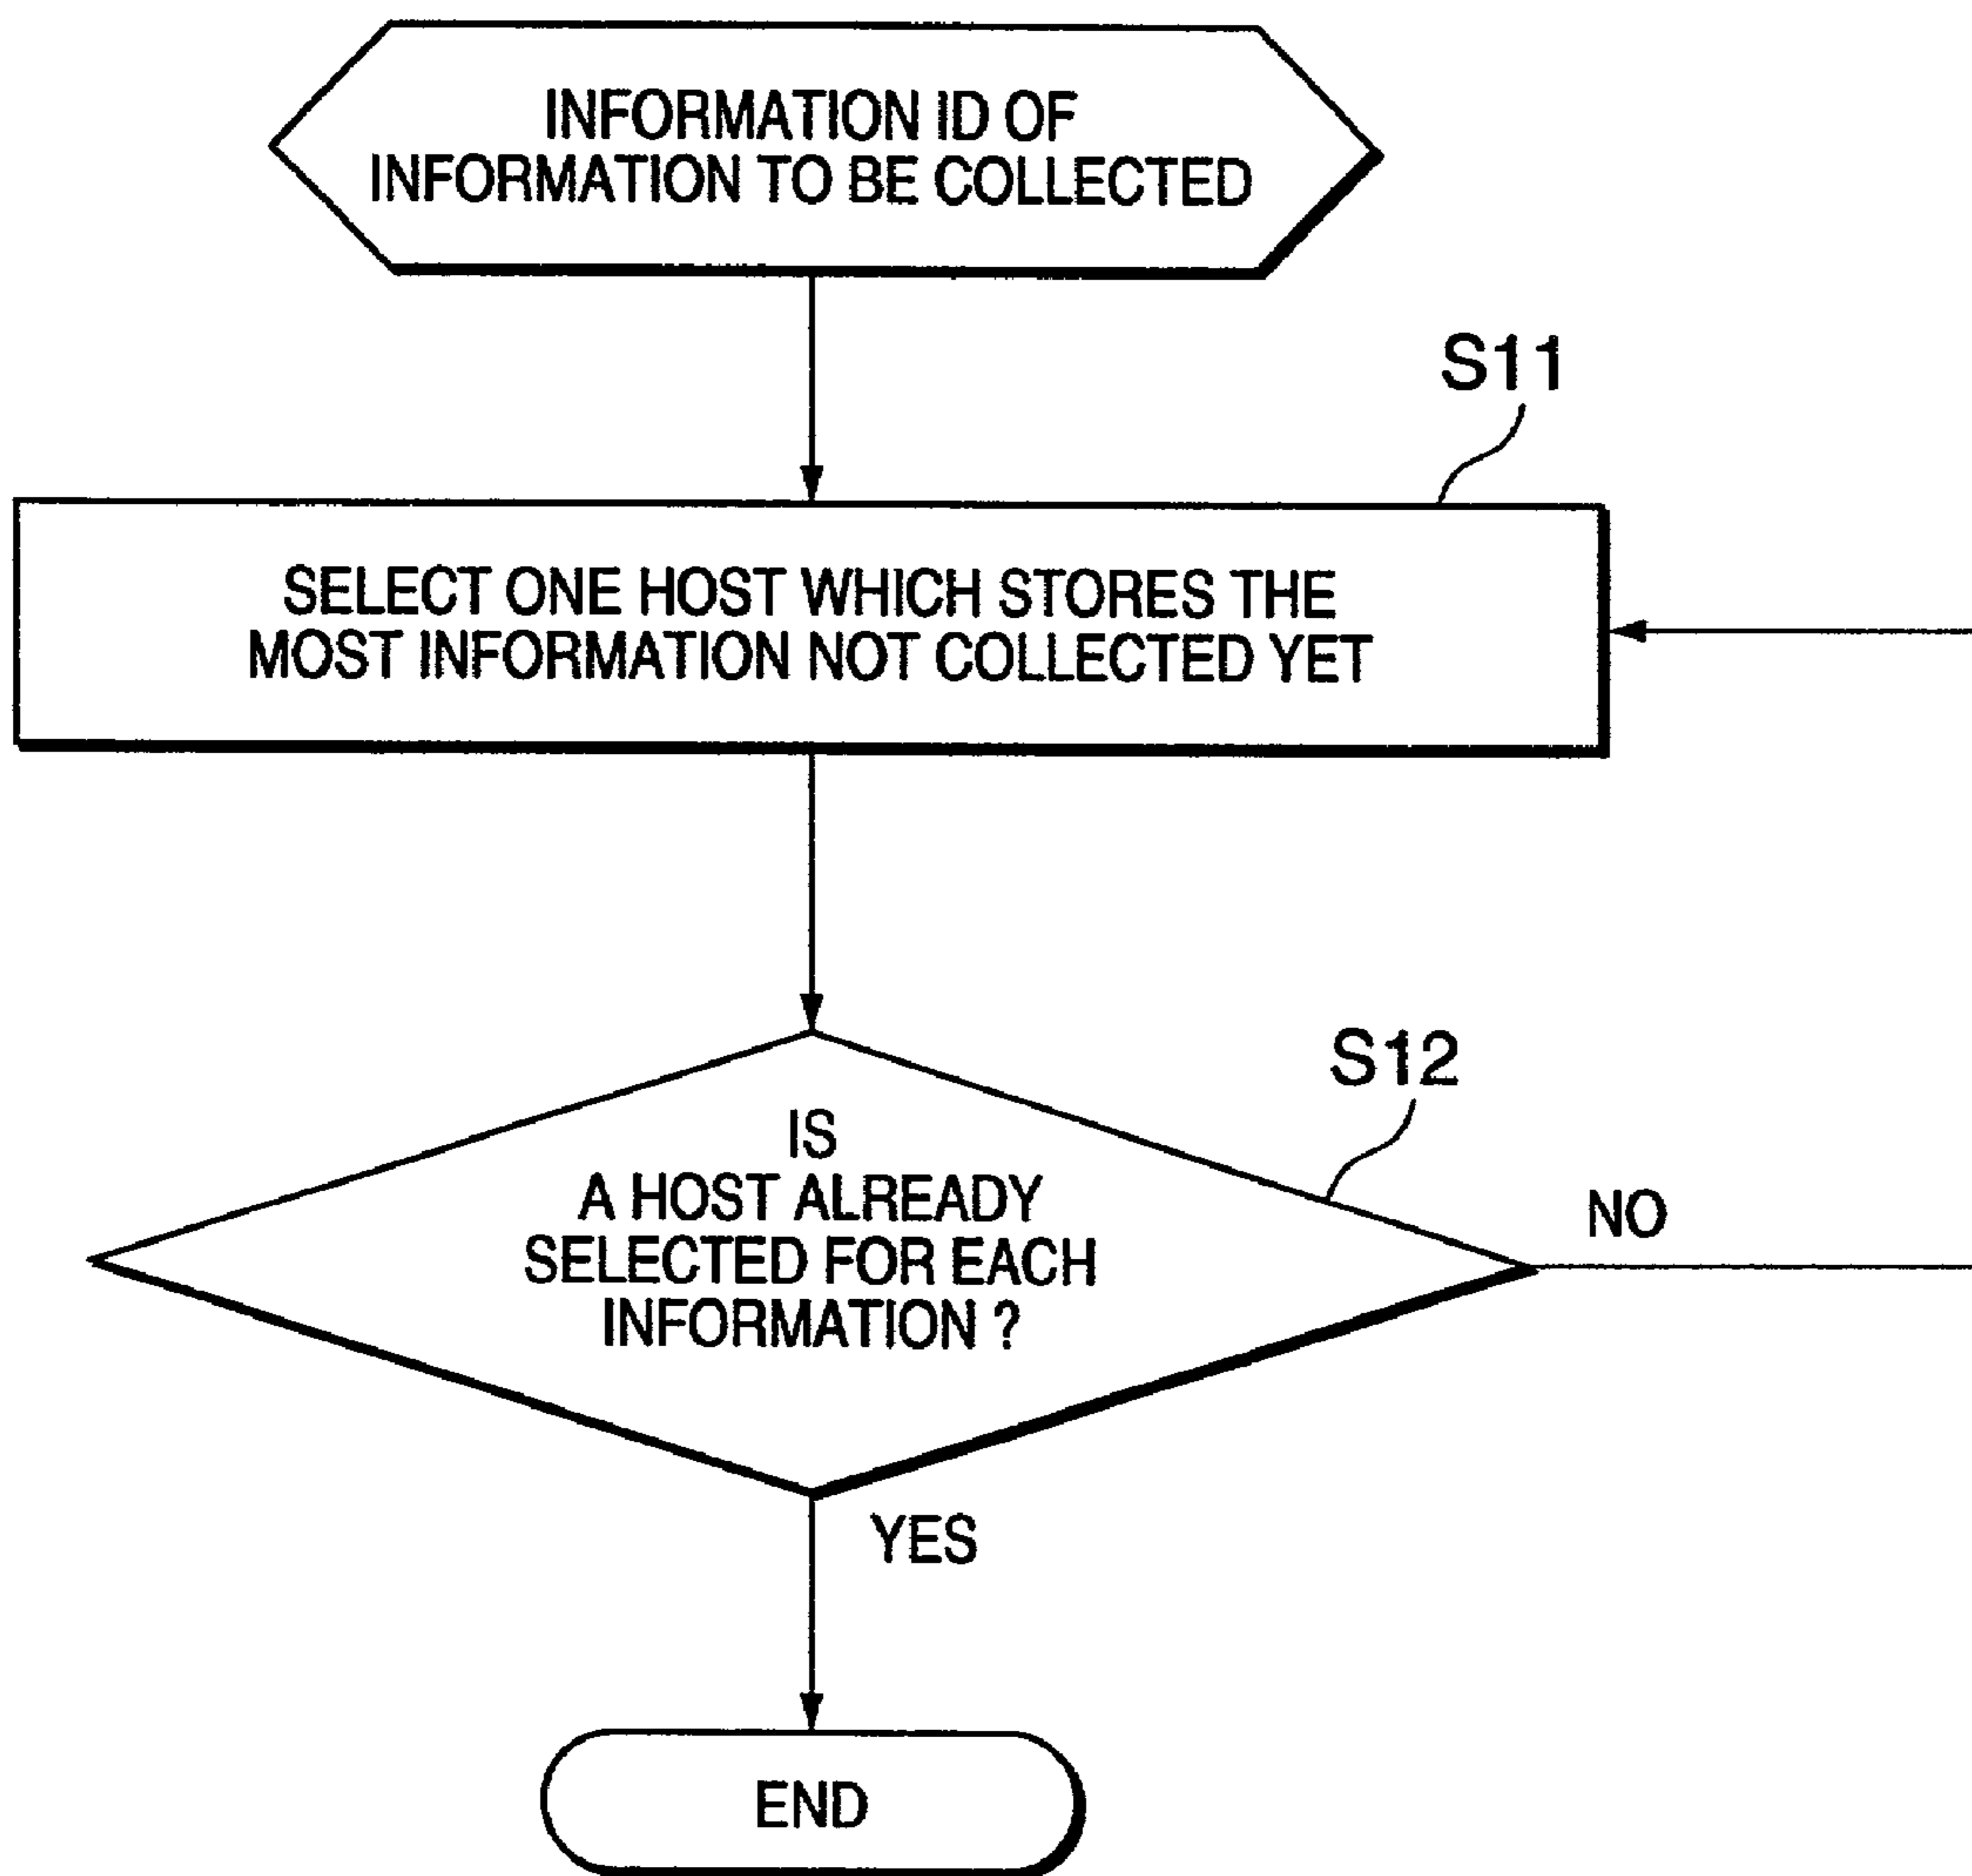 INFORMATION ID OF
INFORMATION TO BE COLLECTED
S11
SELECT ONE HOST WHICH STORES THE
MOST INFORMATION NOT COLLECTED YET
S12
IS
A HOST ALREADY
SELECTED FOR EACH
INFORMATION ?
NO
YES
END